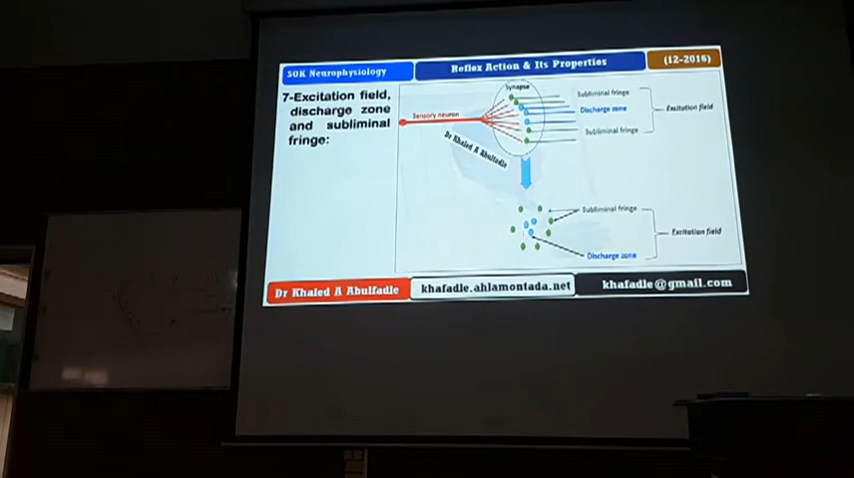 SOK Neurophysiology
Reflex Action & Its Properties
(12-2016)
7-Excitation field,
discharge zone
and subliminal
fringe:
Synapse
Sensory neuron
Subliminal fringe
Discharge zone
Excitation field
Subliminal fringe
Dr Khaled A Abulfadle
Subliminal fringe
Excitation field
Discharge zone
Dr Khaled A Abulfadle
khafadle.ahlamontada.net
khafadle@gmail.com